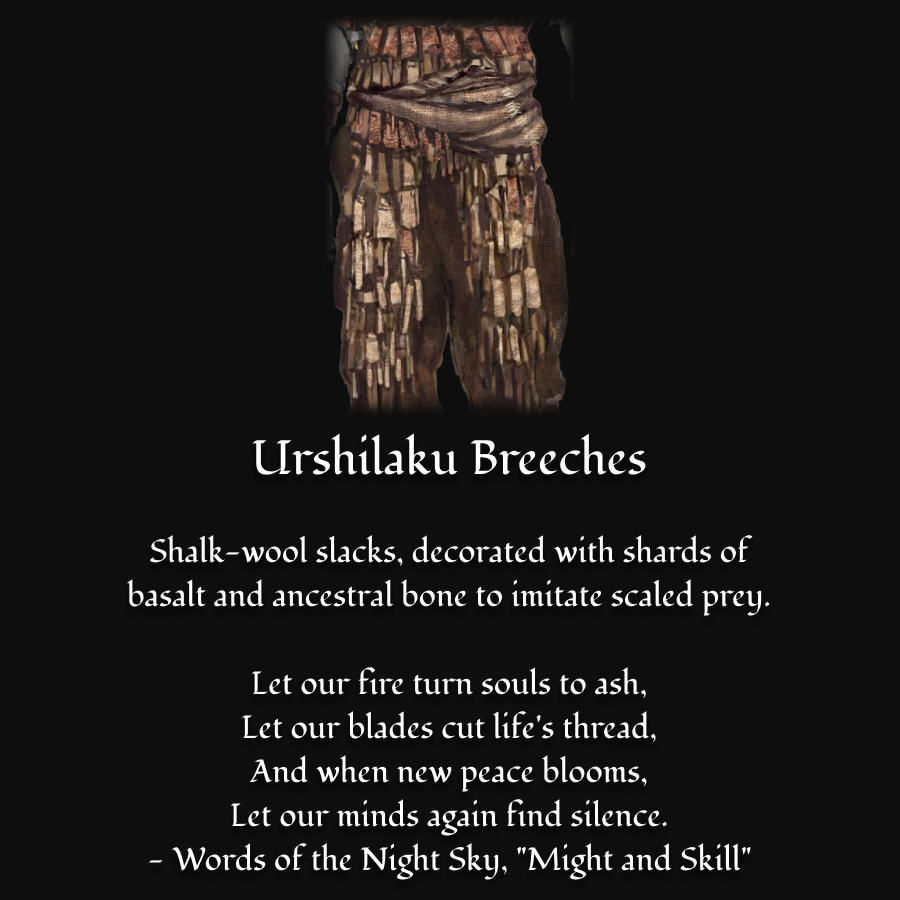 Urshilaku Breeches
Shalk-wool slacks, decorated with shards of
basalt and ancestral bone to imitate scaled prey.
Let our fire turn souls to ash,
Let our blades cut life's thread,
And when new peace blooms,
Let our minds again find silence.
- Words of the Night Sky, "Might and Skill"